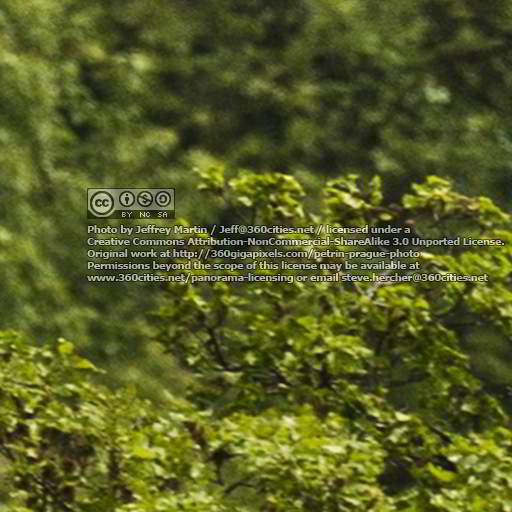 cc
BY NC SA
Photo by Jeffrey Martin / Jeff@360cities.net / licensed under a
Creative Commons Attribution-NonCommercial-ShareAlike 3.0 Unported License.
Original work at http://360gigapixels.com/petrin-prague-photo
Permissions beyond the scope of this license may be available at
www.360cities.net/panorama-licensing or email steve.hercher@360cities.net